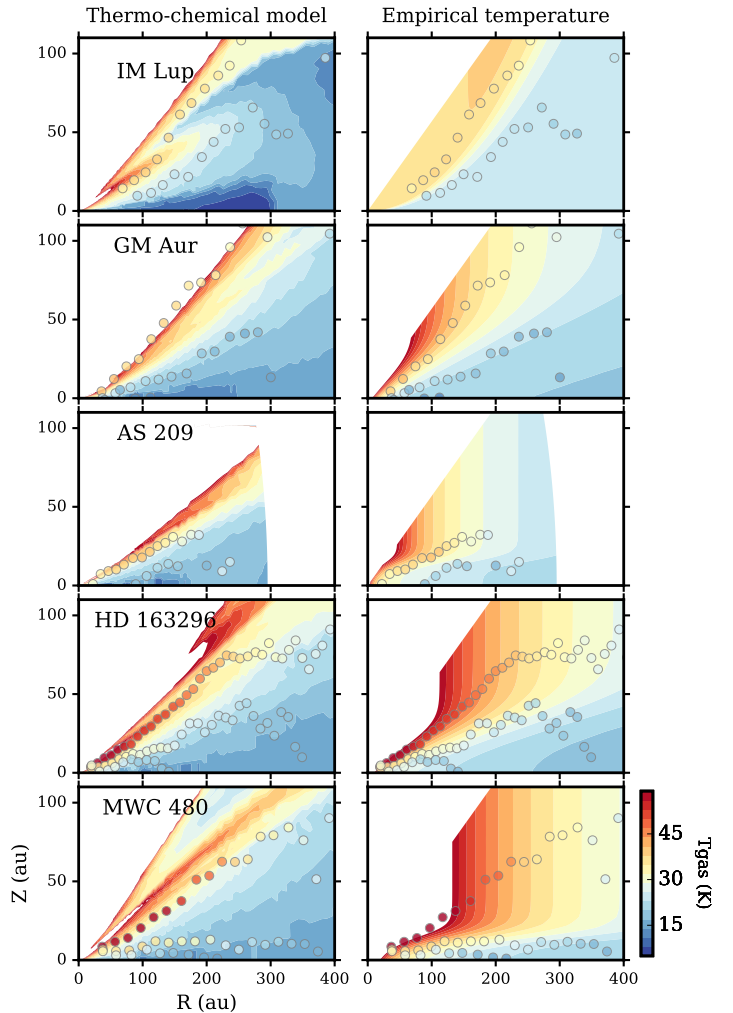 Thermo-chemical model Empirical temperature
100
50
0
IM Lup
100
50
0
GM Aur
100
50
0
AS 209
100
50
0
HD 163296
100
50
0
MWC 480
45
30
15
Tgas (K)
Z (au)
0 100 200 300 400 0 100 200 300 400
R (au)